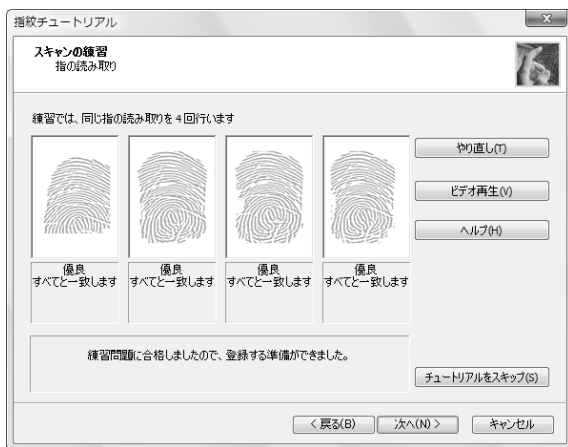 指紋チュートリアル
スキャンの練習
指の読み取り
練習では、同じ指の読み取りを4回行います
やり直し(T)
ビデオ再生(V)
ヘルプ(H)
優良
すべてと一致します
優良
すべてと一致します
優良
すべてと一致します
優良
すべてと一致します
練習問題に合格しましたので、登録する準備ができました。
チュートリアルをスキップ(S)
< 戻る(B)
次へ(N) >
キャンセル